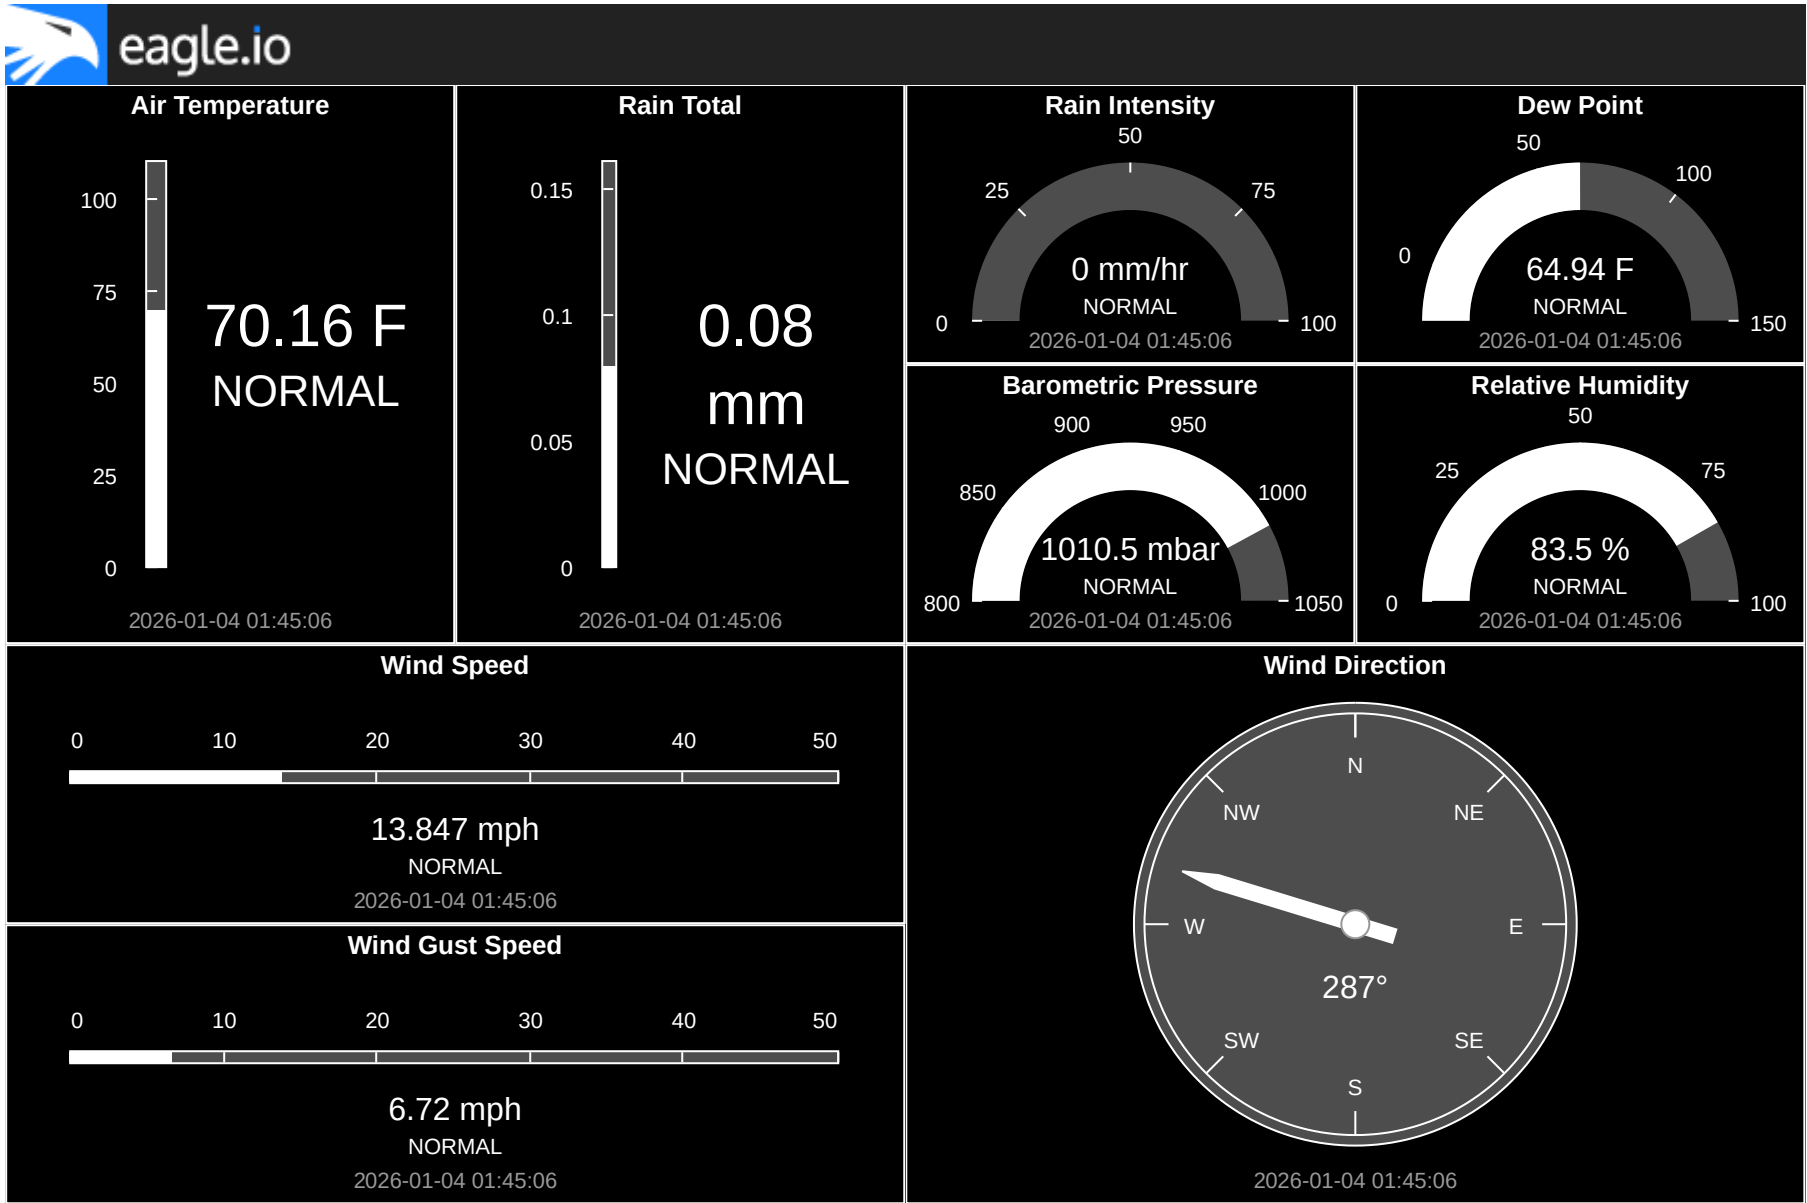 eagle.io
Air Temperature
100
75
50
25
0
70.16 F
NORMAL
2026-01-04 01:45:06
Rain Total
0.15
0.1
0.05
0
0.08
mm
NORMAL
2026-01-04 01:45:06
Rain Intensity
0
25
50
75
100
0 mm/hr
NORMAL
2026-01-04 01:45:06
Dew Point
0
50
100
150
64.94 F
NORMAL
2026-01-04 01:45:06
Barometric Pressure
800
850
900
950
1000
1050
1010.5 mbar
NORMAL
2026-01-04 01:45:06
Relative Humidity
0
25
50
75
100
83.5 %
NORMAL
2026-01-04 01:45:06
Wind Speed
0 10 20 30 40 50
13.847 mph
NORMAL
2026-01-04 01:45:06
Wind Gust Speed
0 10 20 30 40 50
6.72 mph
NORMAL
2026-01-04 01:45:06
Wind Direction
N
NW NE
W E
287°
SW SE
S
2026-01-04 01:45:06